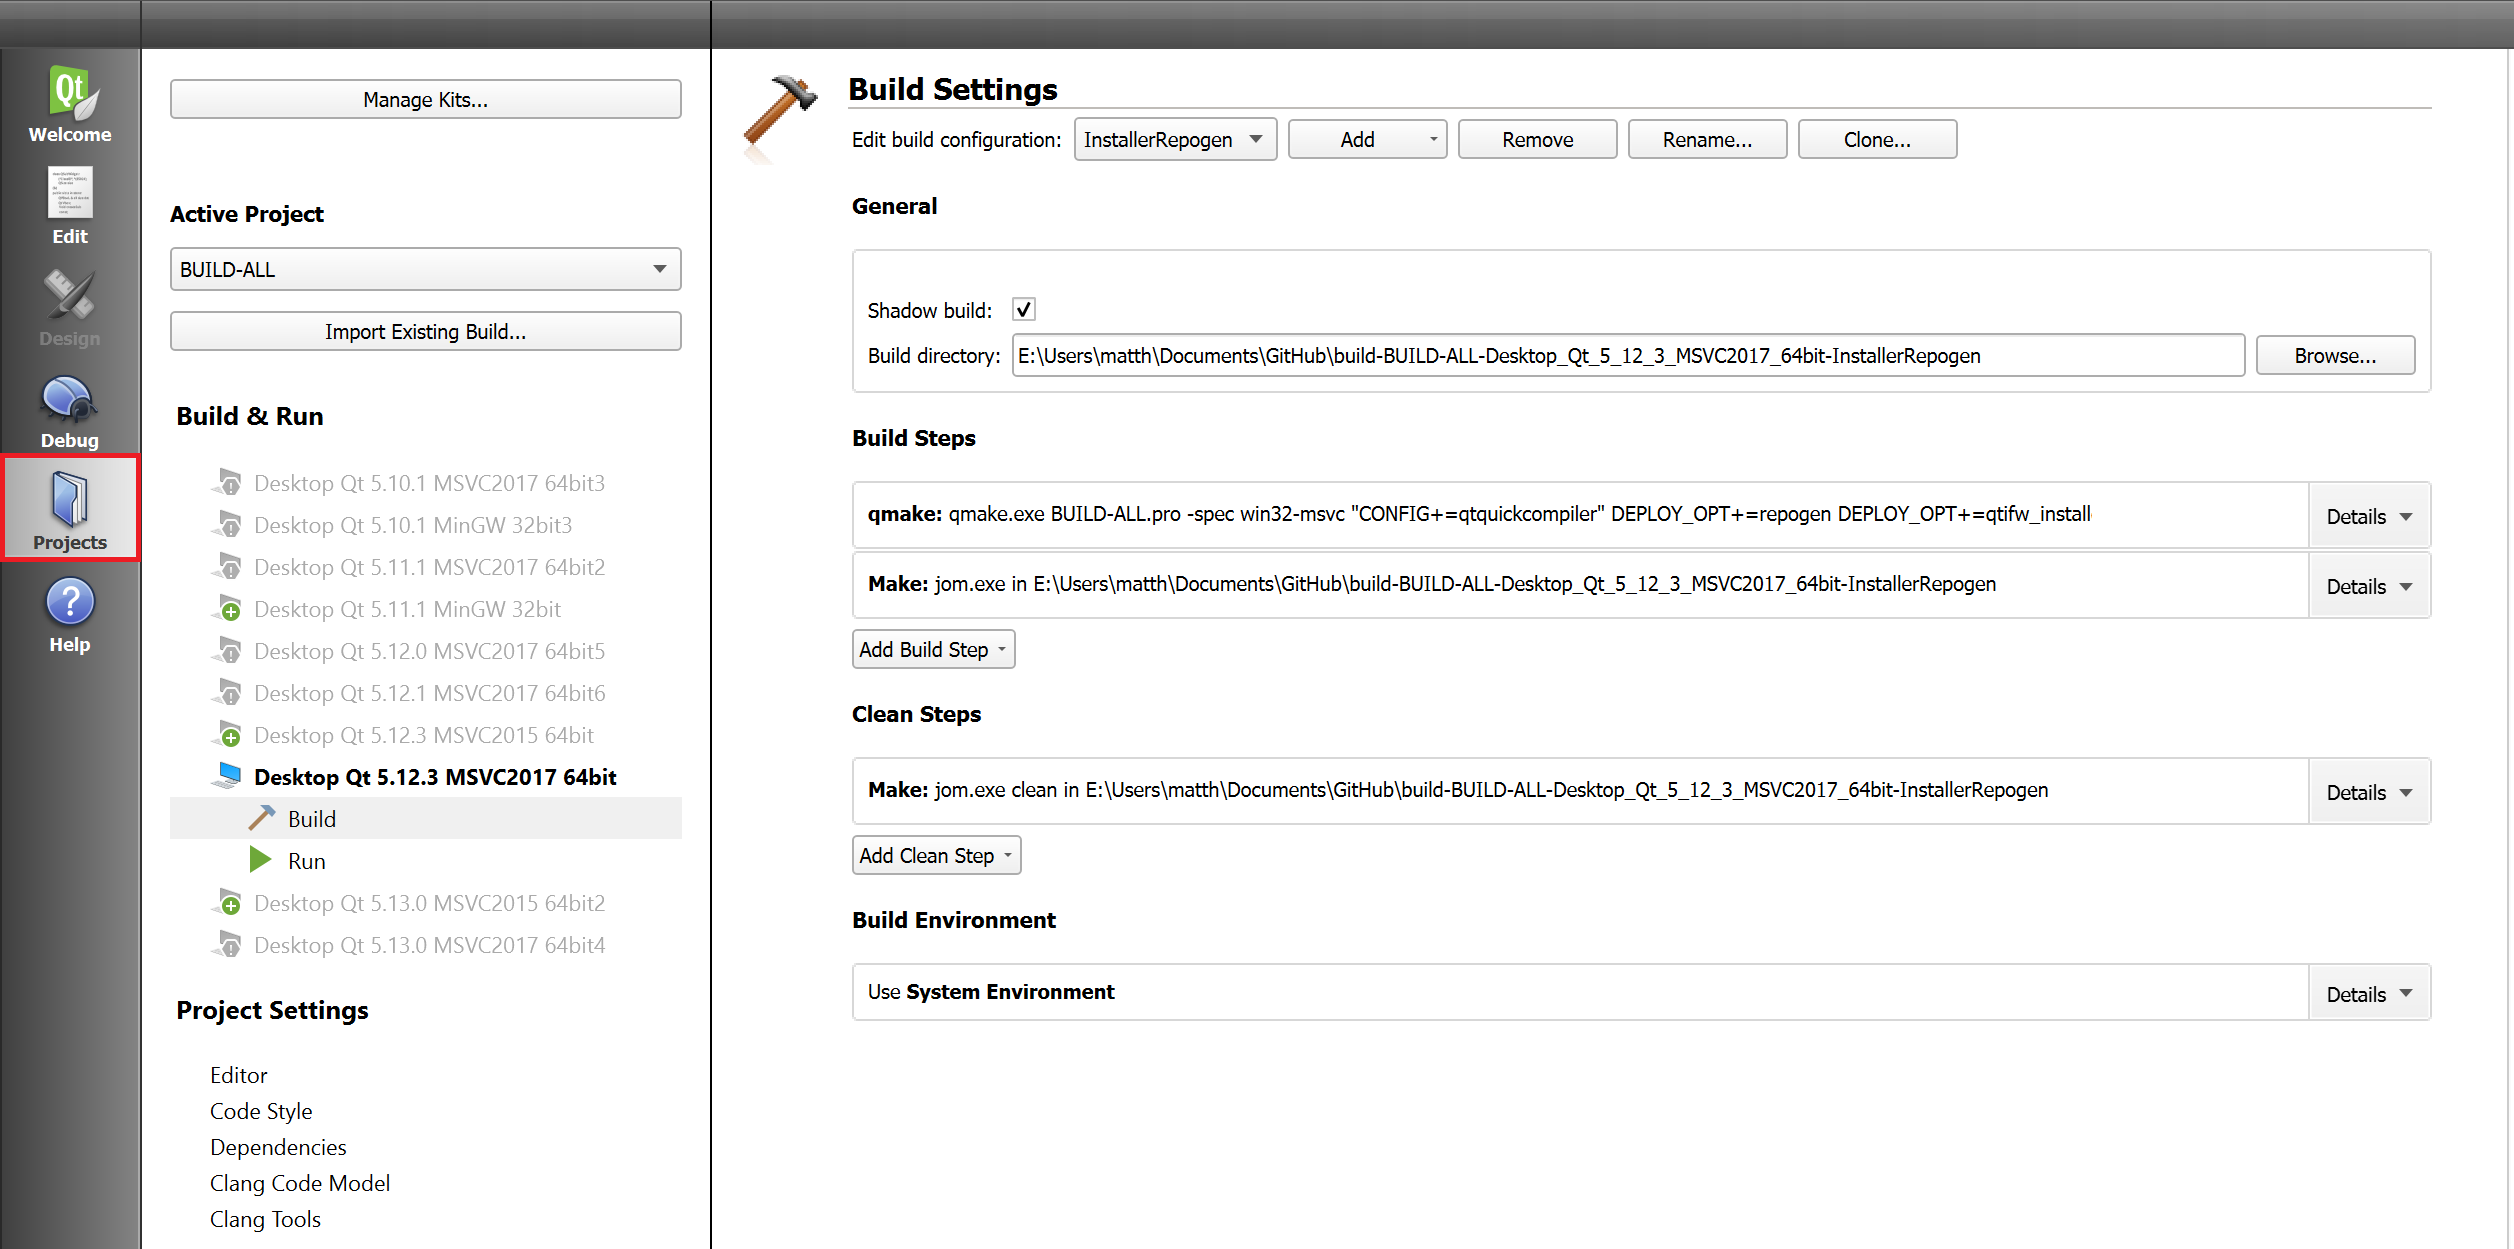 Qt
Welcome
Edit
Design
Debug
Projects
Help
Manage Kits...
Active Project
BUILD-ALL
Import Existing Build...
Build & Run
Desktop Qt 5.10.1 MSVC2017 64bit3
Desktop Qt 5.10.1 MinGW 32bit3
Desktop Qt 5.11.1 MSVC2017 64bit2
Desktop Qt 5.11.1 MinGW 32bit
Desktop Qt 5.12.0 MSVC2017 64bit5
Desktop Qt 5.12.1 MSVC2017 64bit6
Desktop Qt 5.12.3 MSVC2015 64bit
Desktop Qt 5.12.3 MSVC2017 64bit
Build
Run
Desktop Qt 5.13.0 MSVC2015 64bit2
Desktop Qt 5.13.0 MSVC2017 64bit4
Project Settings
Editor
Code Style
Dependencies
Clang Code Model
Clang Tools
Build Settings
Edit build configuration: InstallerRepogen Add Remove Rename... Clone...
General
Shadow build:
Build directory: E:\Users\matth\Documents\GitHub\build-BUILD-ALL-Desktop_Qt_5_12_3_MSVC2017_64bit-InstallerRepogen Browse...
Build Steps
qmake: qmake.exe BUILD-ALL.pro -spec win32-msvc "CONFIG+=qtquickcompiler" DEPLOY_OPT+=repogen DEPLOY_OPT+=qtifw_install Details
Make: jom.exe in E:\Users\matth\Documents\GitHub\build-BUILD-ALL-Desktop_Qt_5_12_3_MSVC2017_64bit-InstallerRepogen Details
Add Build Step
Clean Steps
Make: jom.exe clean in E:\Users\matth\Documents\GitHub\build-BUILD-ALL-Desktop_Qt_5_12_3_MSVC2017_64bit-InstallerRepogen Details
Add Clean Step
Build Environment
Use System Environment Details